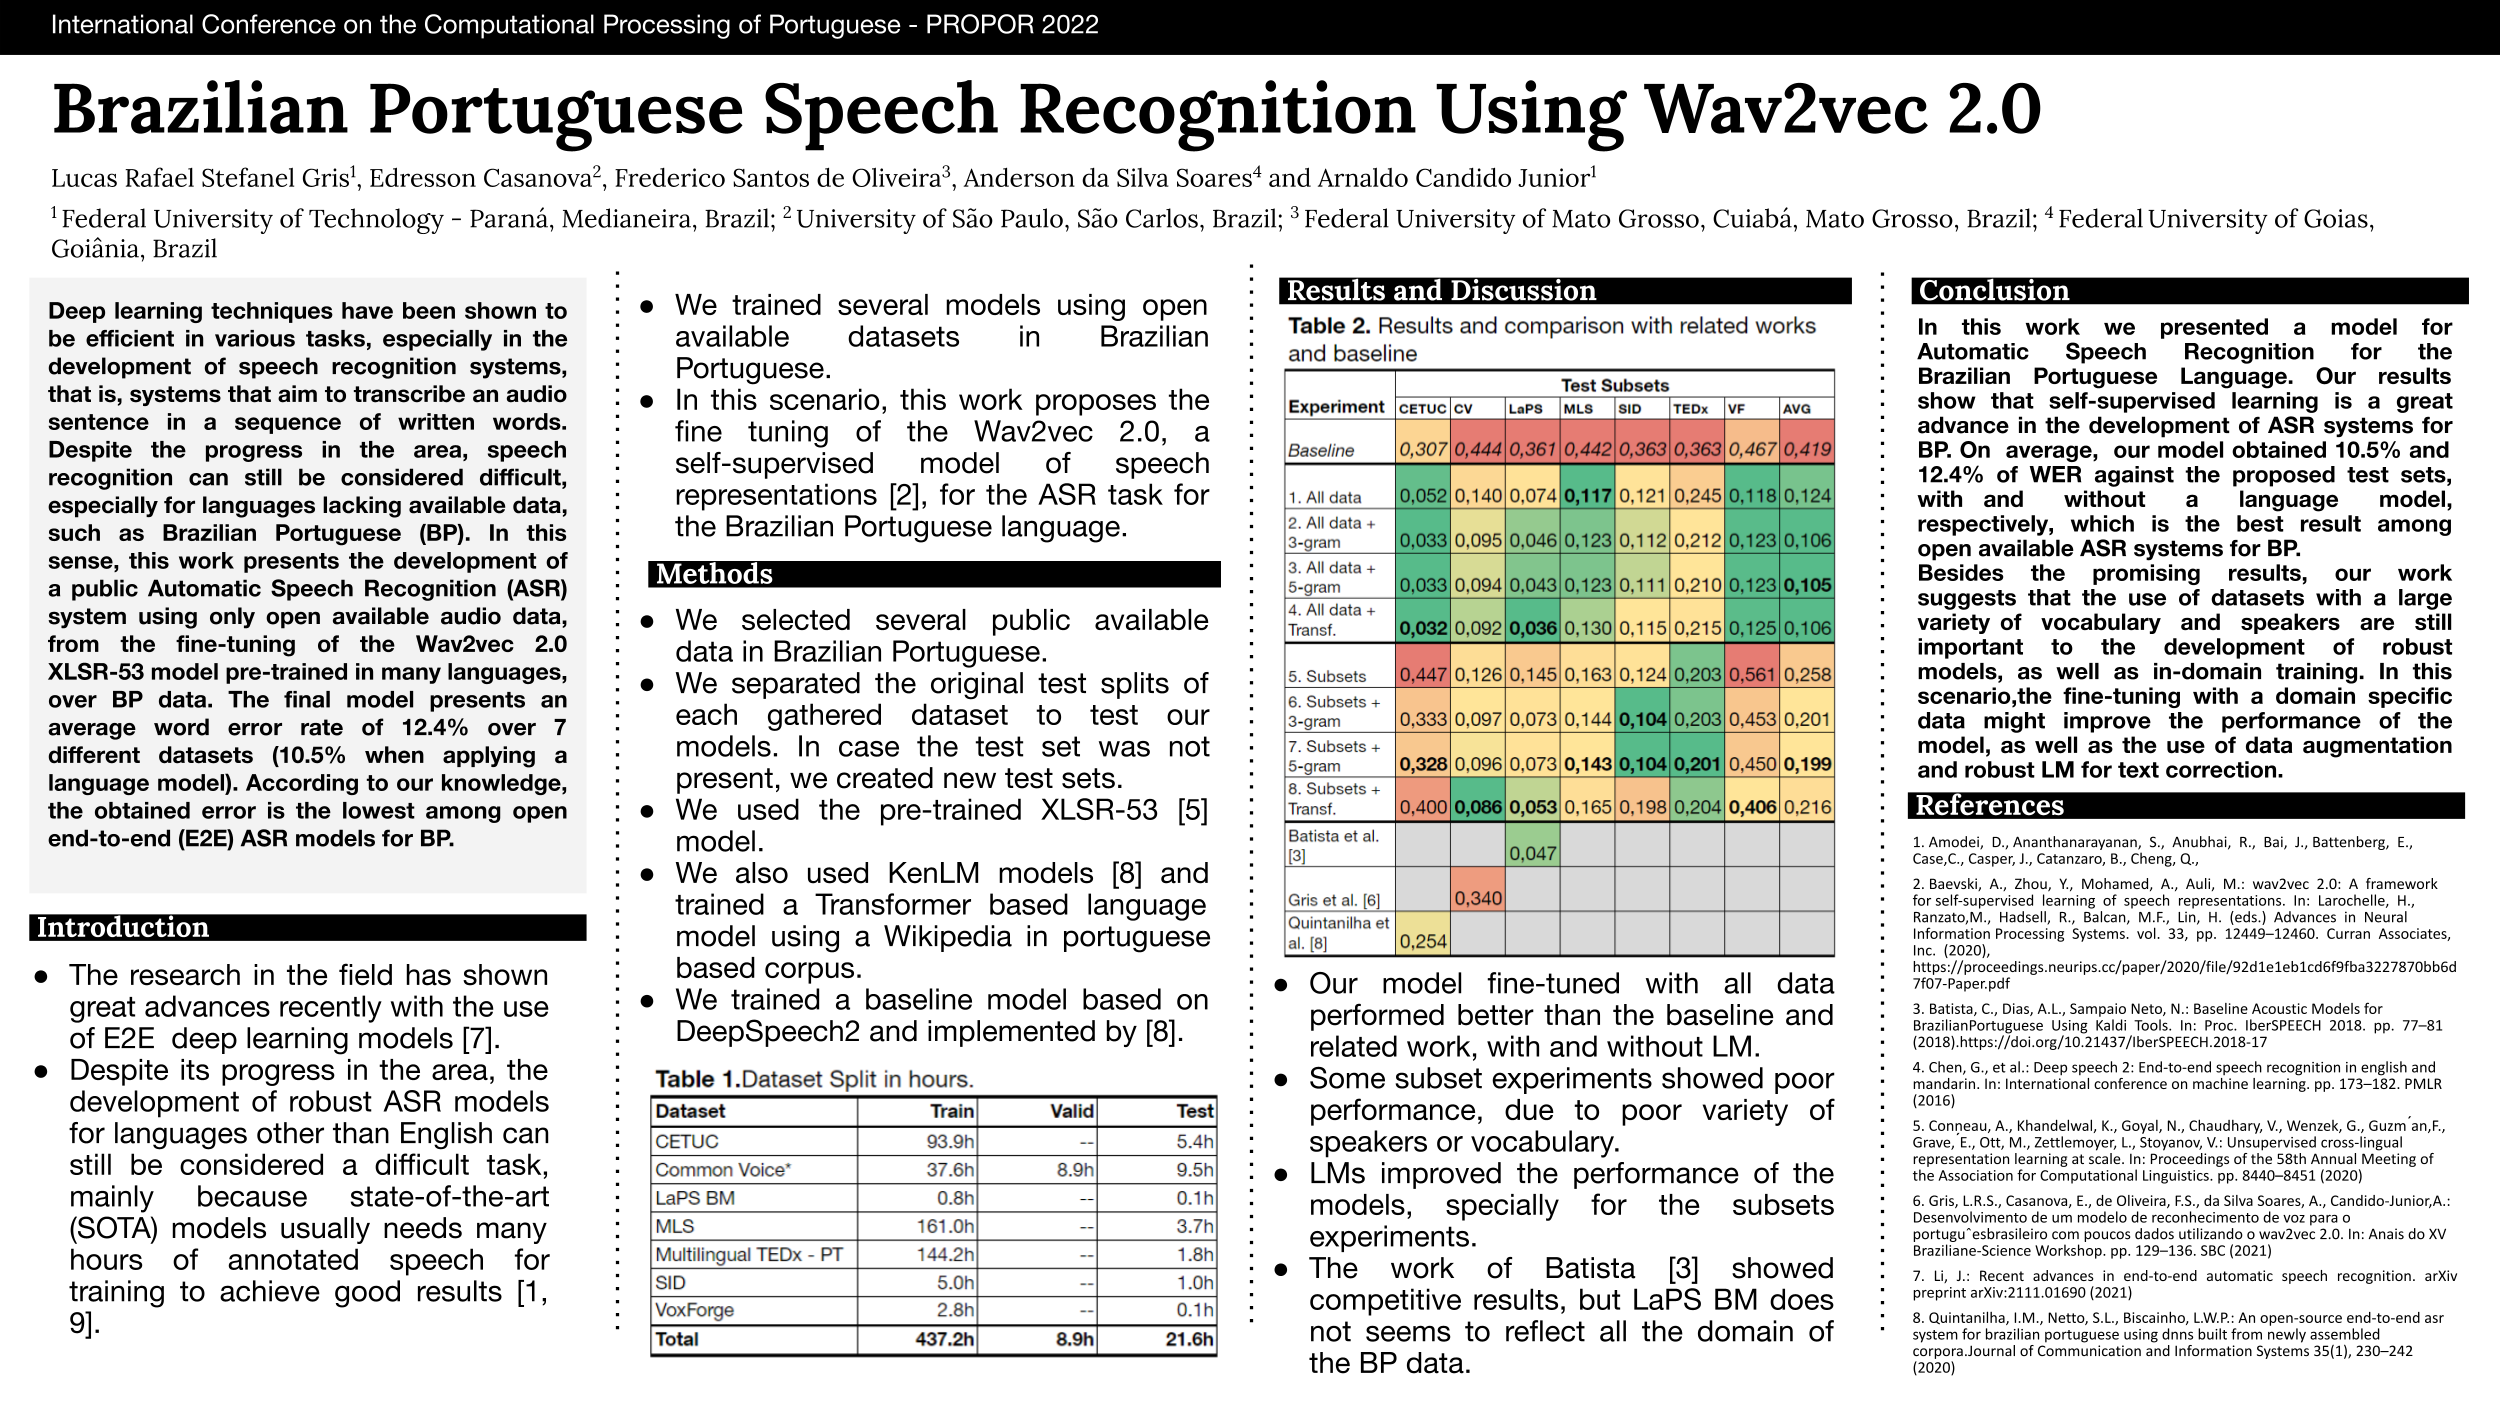 International Conference on the Computational Processing of Portuguese - PROPOR 2022
Brazilian Portuguese Speech Recognition Using Wav2vec 2.0
Lucas Rafael Stefanel Gris1, Edresson Casanova2, Frederico Santos de Oliveira3, Anderson da Silva Soares4 and Arnaldo Candido Junior1
1 Federal University of Technology - Paraná, Medianeira, Brazil; 2 University of São Paulo, São Carlos, Brazil; 3 Federal University of Mato Grosso, Cuiabá, Mato Grosso, Brazil; 4 Federal University of Goias,
Goiânia, Brazil
Deep learning techniques have been shown to
be efficient in various tasks, especially in the
development of speech recognition systems,
that is, systems that aim to transcribe an audio
sentence in a sequence of written words.
Despite the progress in the area, speech
recognition can still be considered difficult,
especially for languages lacking available data,
such as Brazilian Portuguese (BP). In this
sense, this work presents the development of
a public Automatic Speech Recognition (ASR)
system using only open available audio data,
from the fine-tuning of the Wav2vec 2.0
XLSR-53 model pre-trained in many languages,
over BP data. The final model presents an
average word error rate of 12.4% over 7
different datasets (10.5% when applying a
language model). According to our knowledge,
the obtained error is the lowest among open
end-to-end (E2E) ASR models for BP.
Introduction
● The research in the field has shown
great advances recently with the use
of E2E deep learning models [7].
● Despite its progress in the area, the
development of robust ASR models
for languages other than English can
still be considered a difficult task,
mainly because state-of-the-art
(SOTA) models usually needs many
hours of annotated speech for
training to achieve good results [1,
9].
● We trained several models using open
available datasets in Brazilian
Portuguese.
● In this scenario, this work proposes the
fine tuning of the Wav2vec 2.0, a
self-supervised model of speech
representations [2], for the ASR task for
the Brazilian Portuguese language.
Methods
● We selected several public available
data in Brazilian Portuguese.
● We separated the original test splits of
each gathered dataset to test our
models. In case the test set was not
present, we created new test sets.
● We used the pre-trained XLSR-53 [5]
model.
● We also used KenLM models [8] and
trained a Transformer based language
model using a Wikipedia in portuguese
based corpus.
● We trained a baseline model based on
DeepSpeech2 and implemented by [8].
Table 1.Dataset Split in hours.
Dataset Train Valid Test
CETUC 93.9h -- 5.4h
Common Voice* 37.6h 8.9h 9.5h
LaPS BM 0.8h -- 0.1h
MLS 161.0h -- 3.7h
Multilingual TEDx - PT 144.2h -- 1.8h
SID 5.0h -- 1.0h
VoxForge 2.8h -- 0.1h
Total 437.2h 8.9h 21.6h
Results and Discussion
Table 2. Results and comparison with related works
and baseline
Test Subsets
Experiment CETUC CV LaPS MLS SID TEDx VF AVG
Baseline 0,307 0,444 0,361 0,442 0,363 0,363 0,467 0,419
1. All data 0,052 0,140 0,074 0,117 0,121 0,245 0,118 0,124
2. All data +
3-gram 0,033 0,095 0,046 0,123 0,112 0,212 0,123 0,106
3. All data +
5-gram 0,033 0,094 0,043 0,123 0,111 0,210 0,123 0,105
4. All data +
Transf. 0,032 0,092 0,036 0,130 0,115 0,215 0,125 0,106
5. Subsets 0,447 0,126 0,145 0,163 0,124 0,203 0,561 0,258
6. Subsets +
3-gram 0,333 0,097 0,073 0,144 0,104 0,203 0,453 0,201
7. Subsets +
5-gram 0,328 0,096 0,073 0,143 0,104 0,201 0,450 0,199
8. Subsets +
Transf. 0,400 0,086 0,053 0,165 0,198 0,204 0,406 0,216
Batista et al.
[3] 0,047
Gris et al. [6] 0,340
Quintanilha et
al. [8] 0,254
● Our model fine-tuned with all data
performed better than the baseline and
related work, with and without LM.
● Some subset experiments showed poor
performance, due to poor variety of
speakers or vocabulary.
● LMs improved the performance of the
models, specially for the subsets
experiments.
● The work of Batista [3] showed
competitive results, but LaPS BM does
not seems to reflect all the domain of
the BP data.
Conclusion
In this work we presented a model for
Automatic Speech Recognition for the
Brazilian Portuguese Language. Our results
show that self-supervised learning is a great
advance in the development of ASR systems for
BP. On average, our model obtained 10.5% and
12.4% of WER against the proposed test sets,
with and without a language model,
respectively, which is the best result among
open available ASR systems for BP.
Besides the promising results, our work
suggests that the use of datasets with a large
variety of vocabulary and speakers are still
important to the development of robust
models, as well as in-domain training. In this
scenario,the fine-tuning with a domain specific
data might improve the performance of the
model, as well as the use of data augmentation
and robust LM for text correction.
References
1. Amodei, D., Ananthanarayanan, S., Anubhai, R., Bai, J., Battenberg, E.,
Case,C., Casper, J., Catanzaro, B., Cheng, Q.,
2. Baevski, A., Zhou, Y., Mohamed, A., Auli, M.: wav2vec 2.0: A framework
for self-supervised learning of speech representations. In: Larochelle, H.,
Ranzato,M., Hadsell, R., Balcan, M.F., Lin, H. (eds.) Advances in Neural
Information Processing Systems. vol. 33, pp. 12449–12460. Curran Associates,
Inc. (2020),
https://proceedings.neurips.cc/paper/2020/file/92d1e1eb1cd6f9fba3227870bb6d
7f07-Paper.pdf
3. Batista, C., Dias, A.L., Sampaio Neto, N.: Baseline Acoustic Models for
BrazilianPortuguese Using Kaldi Tools. In: Proc. IberSPEECH 2018. pp. 77–81
(2018).https://doi.org/10.21437/IberSPEECH.2018-17
4. Chen, G., et al.: Deep speech 2: End-to-end speech recognition in english and
mandarin. In: International conference on machine learning. pp. 173–182. PMLR
(2016)
5. Conneau, A., Khandelwal, K., Goyal, N., Chaudhary, V., Wenzek, G., Guzm´an,F.,
Grave, E., Ott, M., Zettlemoyer, L., Stoyanov, V.: Unsupervised cross-lingual
representation learning at scale. In: Proceedings of the 58th Annual Meeting of
the Association for Computational Linguistics. pp. 8440–8451 (2020)
6. Gris, L.R.S., Casanova, E., de Oliveira, F.S., da Silva Soares, A., Candido-Junior,A.:
Desenvolvimento de um modelo de reconhecimento de voz para o
portuguˆesbrasileiro com poucos dados utilizando o wav2vec 2.0. In: Anais do XV
Braziliane-Science Workshop. pp. 129–136. SBC (2021)
7. Li, J.: Recent advances in end-to-end automatic speech recognition. arXiv
preprint arXiv:2111.01690 (2021)
8. Quintanilha, I.M., Netto, S.L., Biscainho, L.W.P.: An open-source end-to-end asr
system for brazilian portuguese using dnns built from newly assembled
corpora.Journal of Communication and Information Systems 35(1), 230–242
(2020)